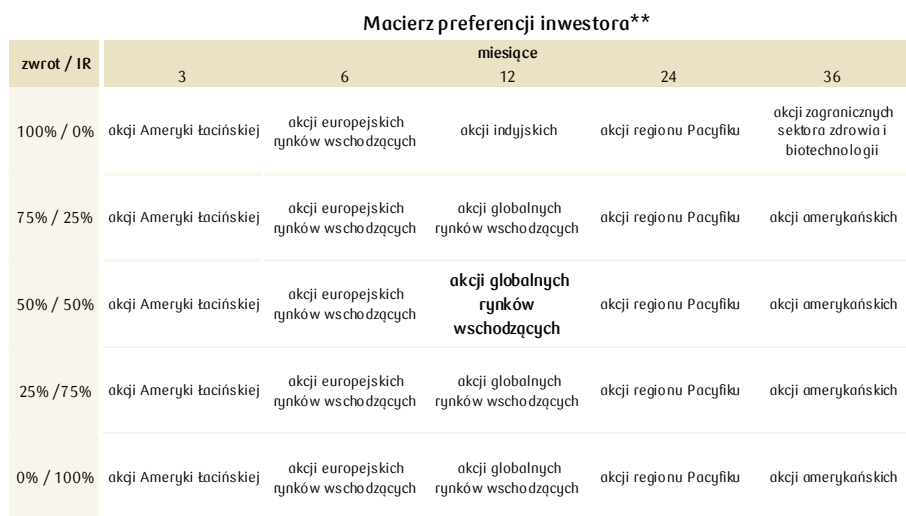 Macierz preferencji inwestora**
zwrot / IR
miesiące
3 6 12 24 36
100% / 0%
akcji Ameryki Łacińskiej
akcji europejskich
rynków wschodzących
akcji indyjskich
akcji regionu Pacyfiku
akcji zagranicznych
sektora zdrowia i
biotechnologii
75% / 25%
akcji Ameryki Łacińskiej
akcji europejskich
rynków wschodzących
akcji globalnych
rynków wschodzących
akcji regionu Pacyfiku
akcji amerykańskich
50% / 50%
akcji Ameryki Łacińskiej
akcji europejskich
rynków wschodzących
akcji globalnych
rynków
wschodzących
akcji regionu Pacyfiku
akcji amerykańskich
25% /75%
akcji Ameryki Łacińskiej
akcji europejskich
rynków wschodzących
akcji globalnych
rynków wschodzących
akcji regionu Pacyfiku
akcji amerykańskich
0% / 100%
akcji Ameryki Łacińskiej
akcji europejskich
rynków wschodzących
akcji globalnych
rynków wschodzących
akcji regionu Pacyfiku
akcji amerykańskich